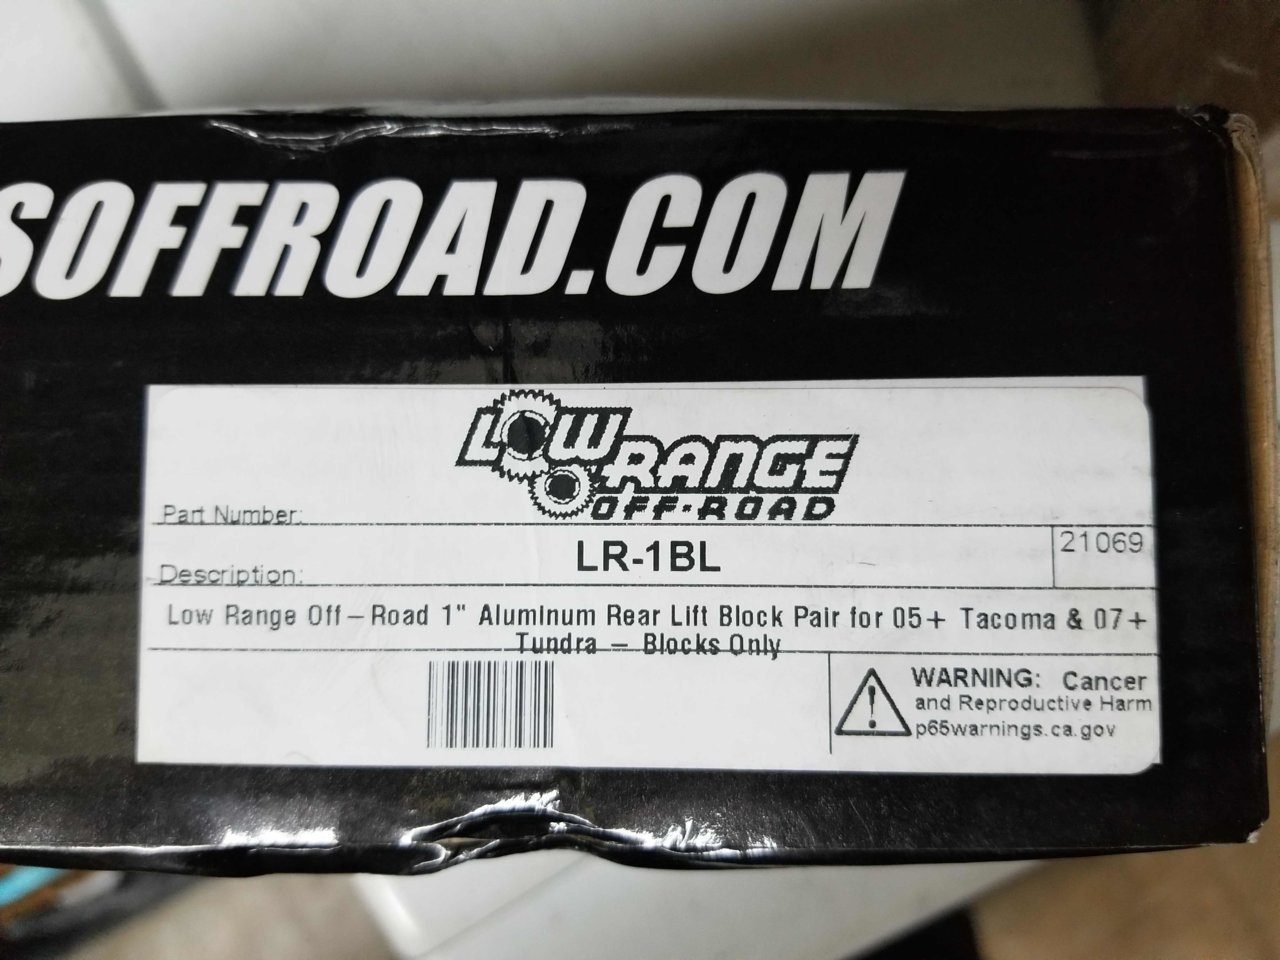 SOFFROAD.COM
LOW RANGE
OFF-ROAD
Part Number:
LR-1BL
21069
Description:
Low Range Off-Road 1" Aluminum Rear Lift Block Pair for 05+ Tacoma & 07+
Tundra - Blocks Only
WARNING: Cancer
and Reproductive Harm
p65warnings.ca.gov